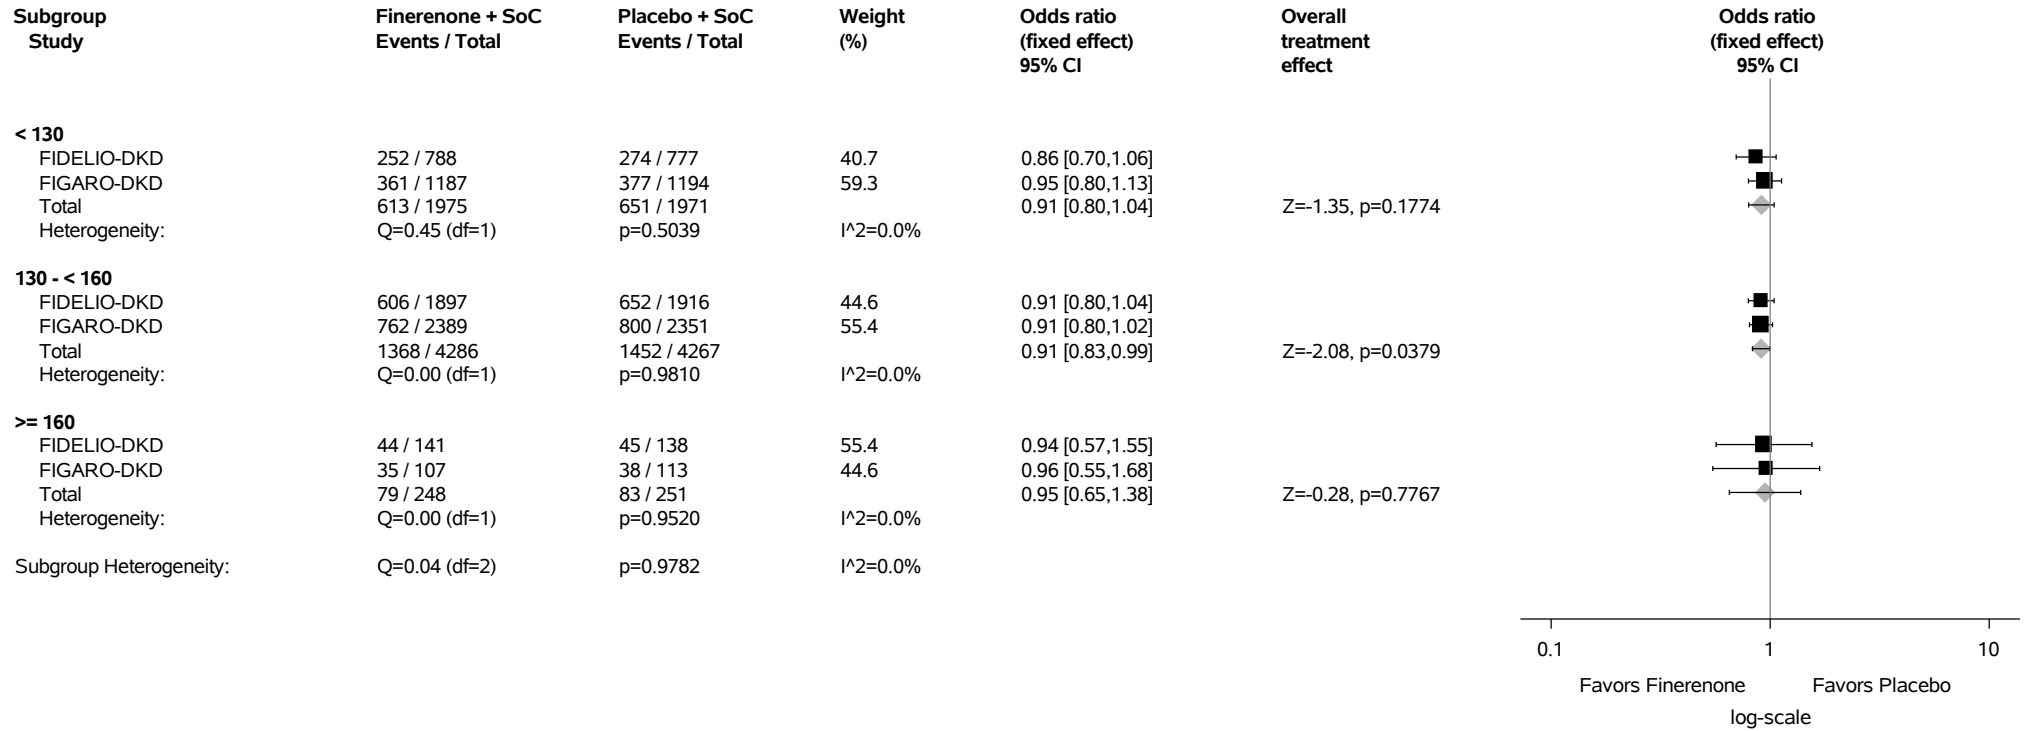 Subgroup Finerenone + SoC Placebo + SoC Weight Odds ratio Overall Odds ratio
Study Events / Total Events / Total (%) (fixed effect) treatment (fixed effect)
95% CI effect 95% CI
< 130
FIDELIO-DKD 252 / 788 274 / 777 40.7 0.86 [0.70,1.06]
FIGARO-DKD 361 / 1187 377 / 1194 59.3 0.95 [0.80,1.13]
Total 613 / 1975 651 / 1971 0.91 [0.80,1.04] Z=-1.35, p=0.1774
Heterogeneity: Q=0.45 (df=1) p=0.5039 I^2=0.0%
130 - < 160
FIDELIO-DKD 606 / 1897 652 / 1916 44.6 0.91 [0.80,1.04]
FIGARO-DKD 762 / 2389 800 / 2351 55.4 0.91 [0.80,1.02]
Total 1368 / 4286 1452 / 4267 0.91 [0.83,0.99] Z=-2.08, p=0.0379
Heterogeneity: Q=0.00 (df=1) p=0.9810 I^2=0.0%
>= 160
FIDELIO-DKD 44 / 141 45 / 138 55.4 0.94 [0.57,1.55]
FIGARO-DKD 35 / 107 38 / 113 44.6 0.96 [0.55,1.68]
Total 79 / 248 83 / 251 0.95 [0.65,1.38] Z=-0.28, p=0.7767
Heterogeneity: Q=0.00 (df=1) p=0.9520 I^2=0.0%
Subgroup Heterogeneity: Q=0.04 (df=2) p=0.9782 I^2=0.0%
0.1 1 10
Favors Finerenone Favors Placebo
log-scale